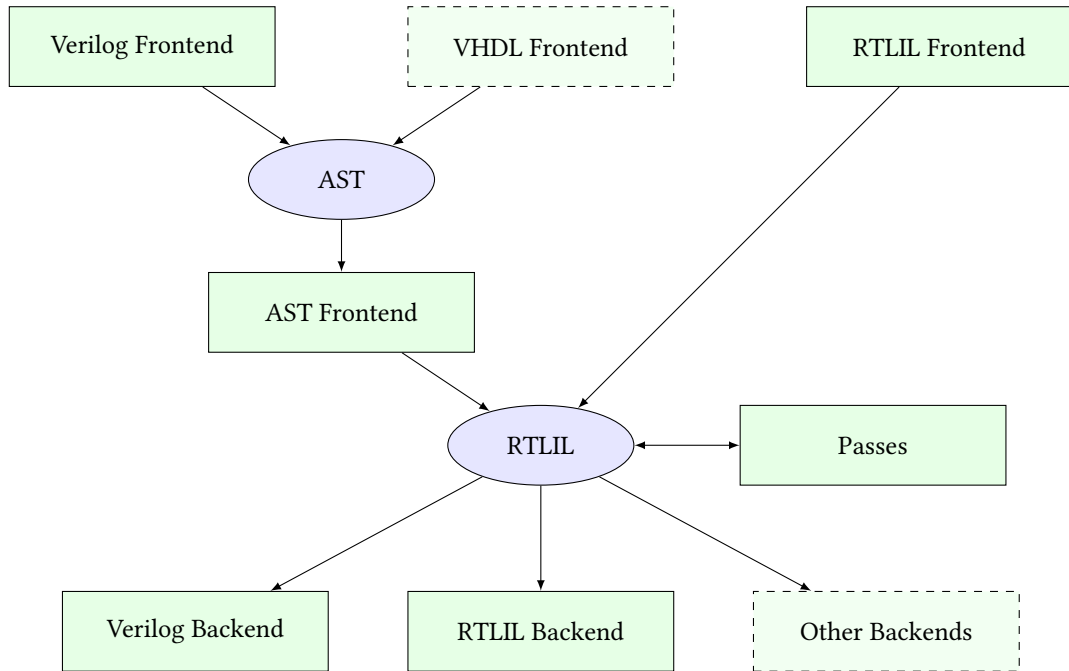 Verilog Frontend
VHDL Frontend
RTLIL Frontend
AST
AST Frontend
RTLIL
Passes
Verilog Backend
RTLIL Backend
Other Backends